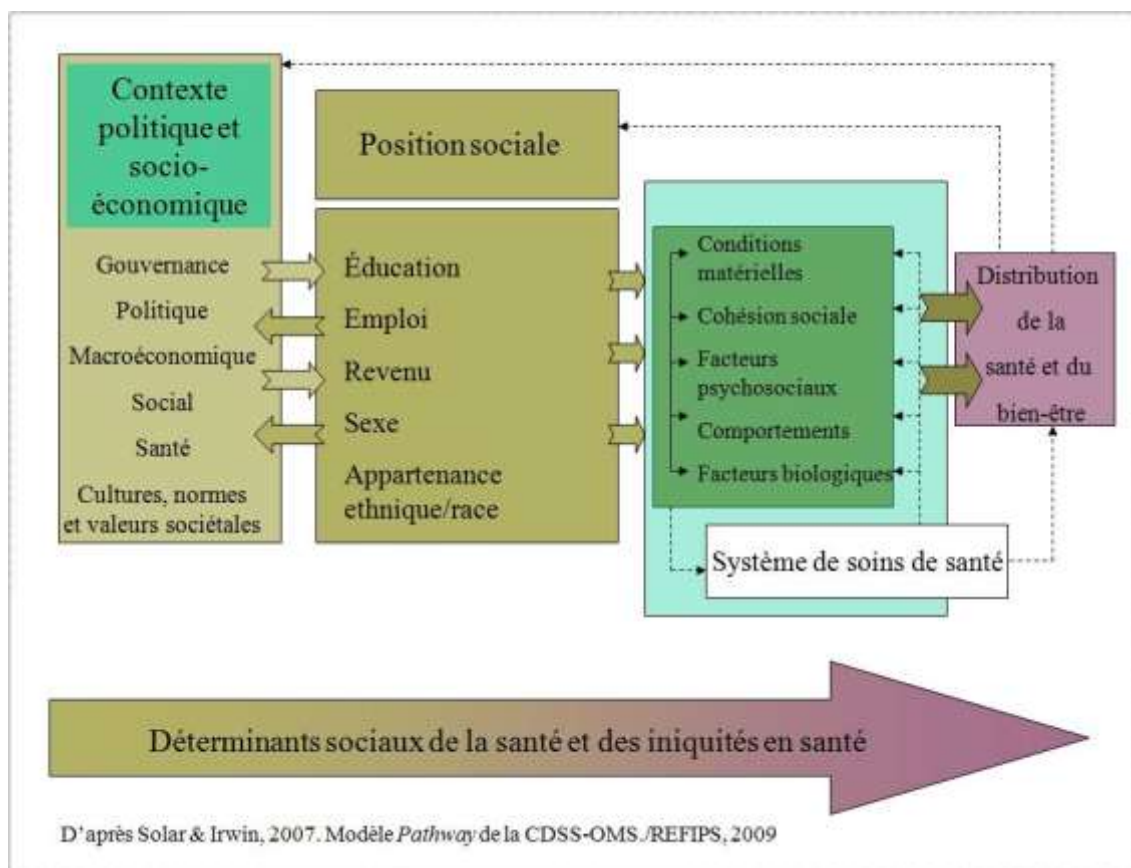 Contexte
politique et
socio-
économique
Gouvernance
Politique
Macroéconomique
Social
Santé
Cultures, normes
et valeurs sociétales
Position sociale
Éducation
Emploi
Revenu
Sexe
Appartenance
ethnique/race
Conditions
matérielles
Cohésion sociale
Facteurs
psychosociaux
Comportements
Facteurs biologiques
Système de soins de santé
Distribution
de la
santé et du
bien-être
Déterminants sociaux de la santé et des iniquités en santé
D'après Solar & Irwin, 2007. Modèle Pathway de la CDSS-OMS./REFIPS, 2009